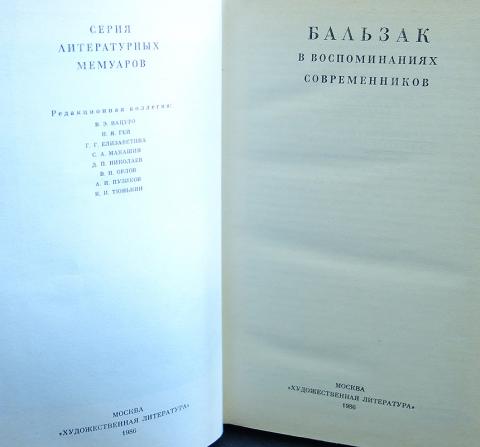 СЕРИЯ
ЛИТЕРАТУРНЫХ
МЕМУАРОВ
Редакционная коллегия:
В. Э. ВАЦУРО
Н. К. ГЕЙ
Г. Г. ЕЛИЗАВЕТИНА
С. А. МАКАШИН
Д. П. НИКОЛАЕВ
В. Н. ОРЛОВ
А. И. ПУЗИКОВ
К. И. ТЮНЬКИН
МОСКВА
«ХУДОЖЕСТВЕННАЯ ЛИТЕРАТУРА»
1986
БАЛЬЗАК
В ВОСПОМИНАНИЯХ
СОВРЕМЕННИКОВ
МОСКВА
«ХУДОЖЕСТВЕННАЯ ЛИТЕРАТУРА»
1986